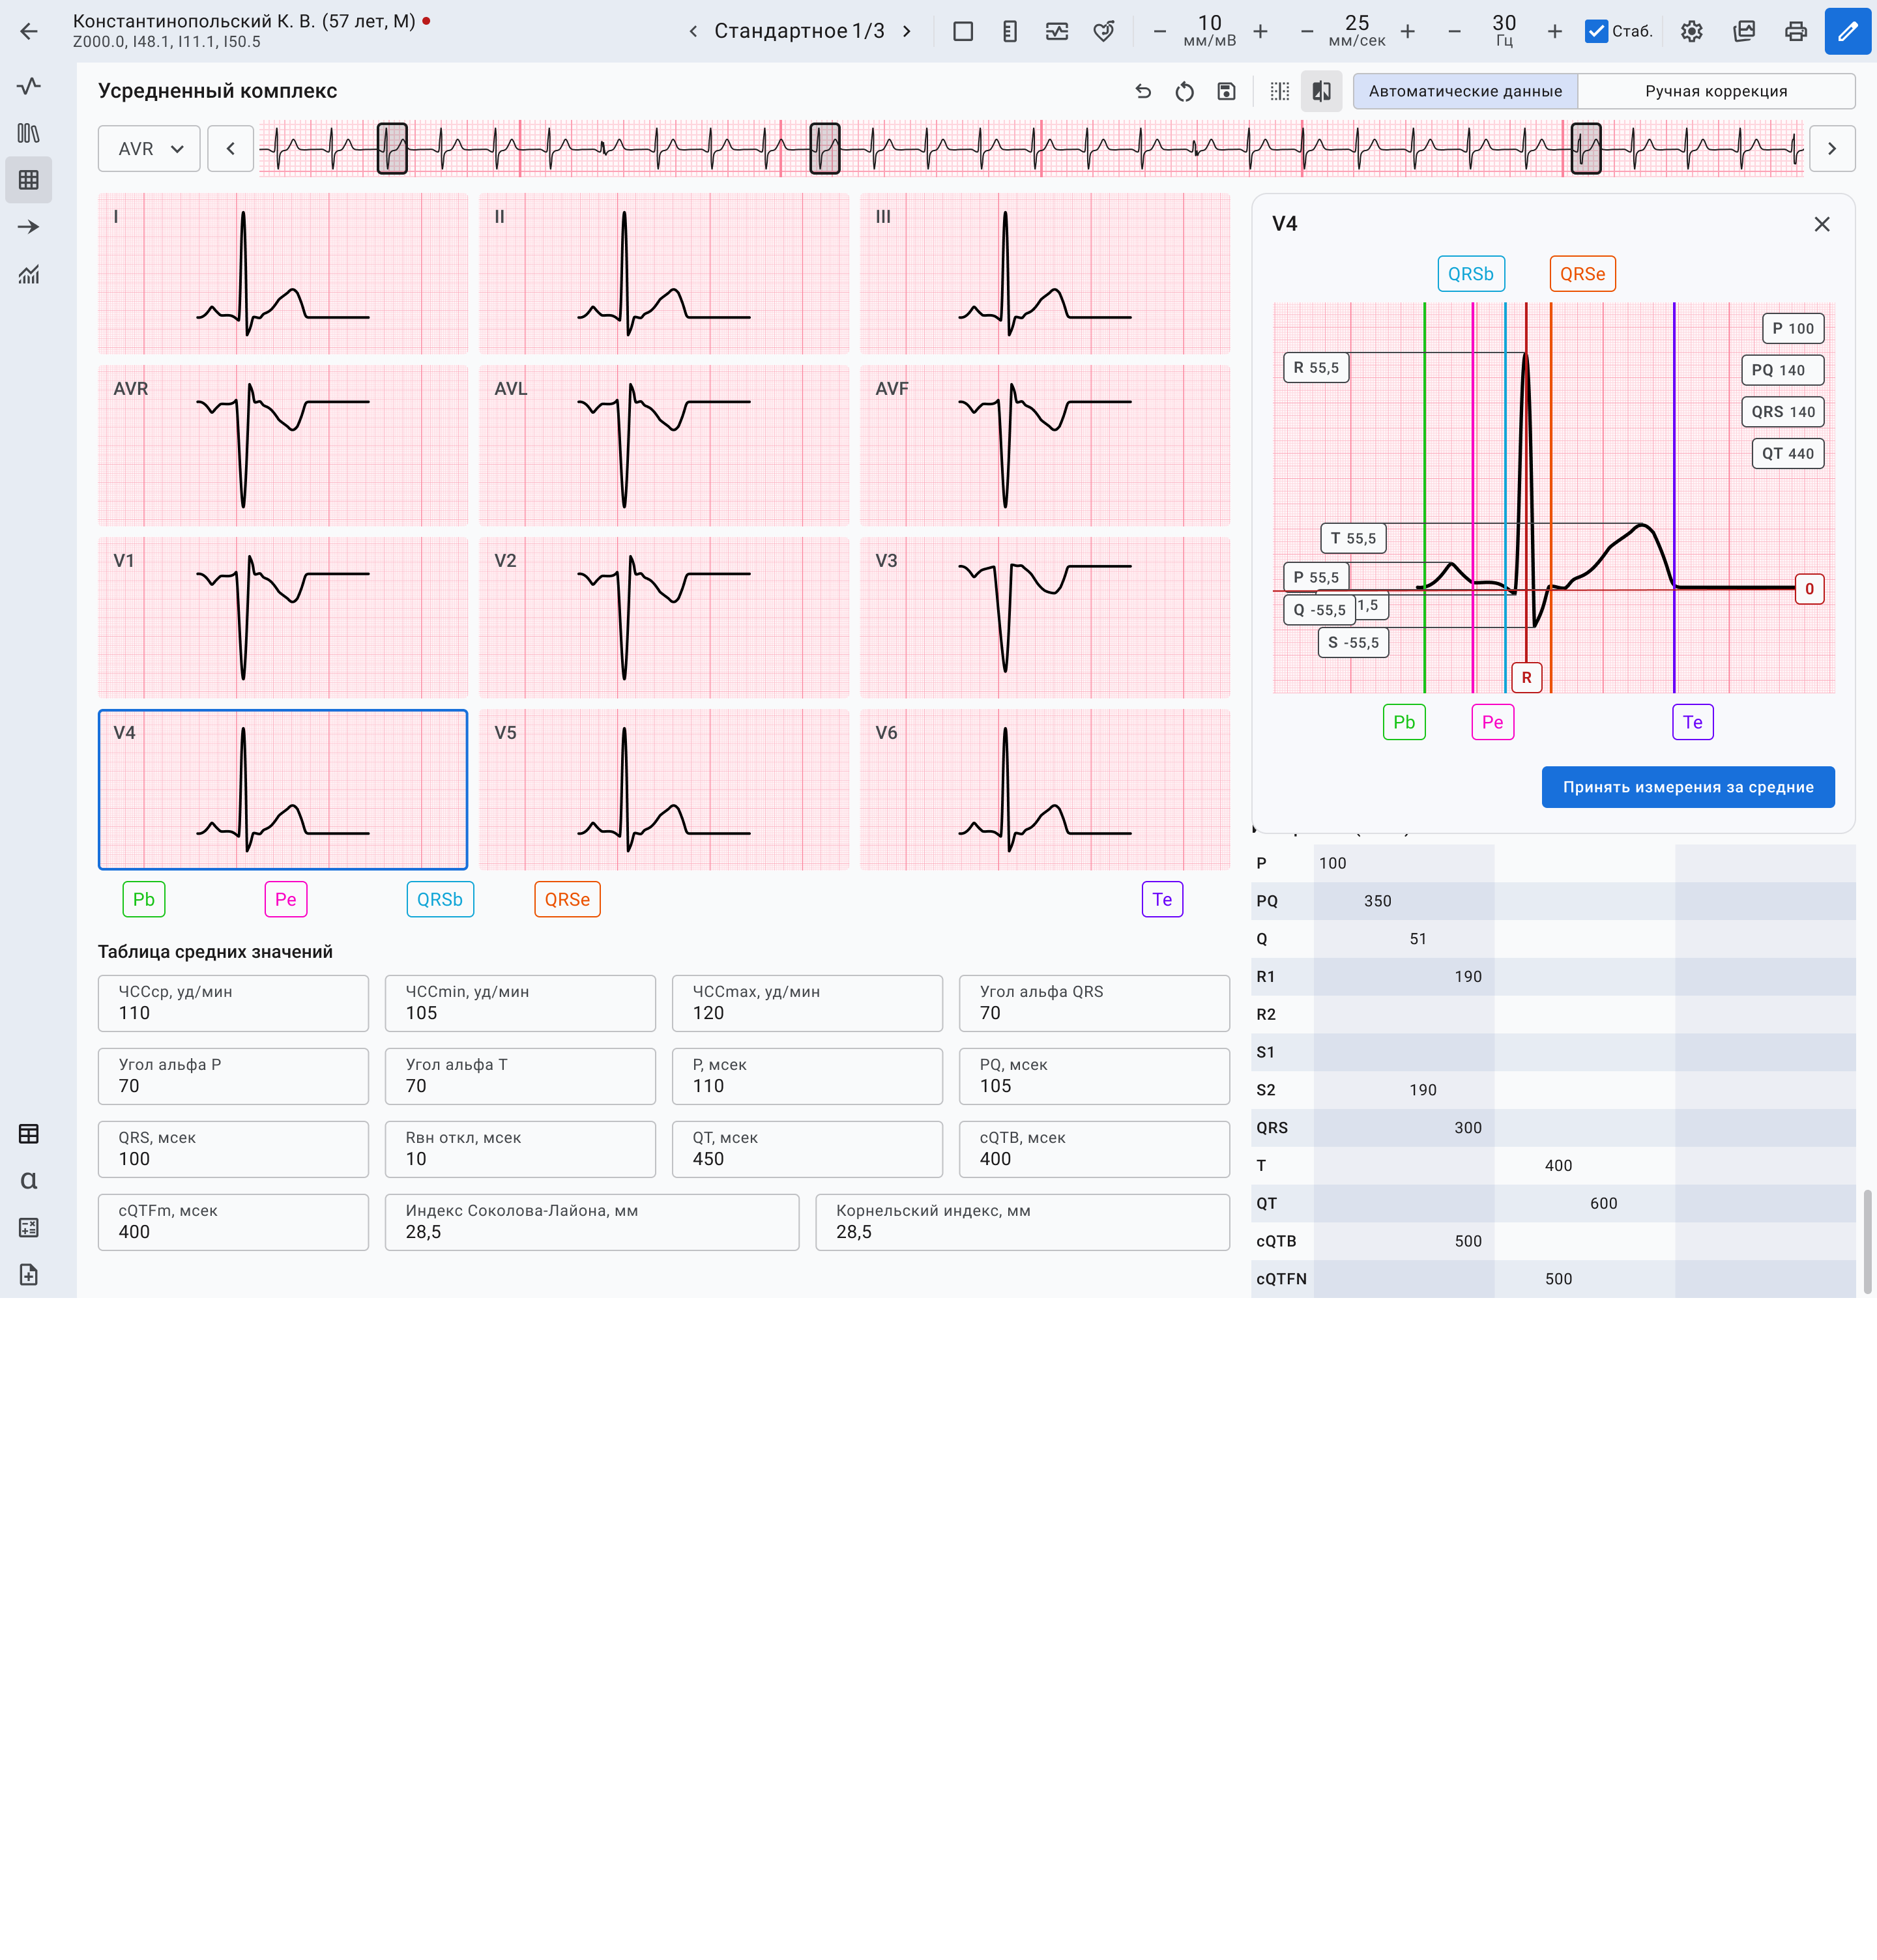 Константинопольский К. В. (57 лет, М)
Z000.0, I48.1, I11.1, I50.5
Стандартное 1/3
10
мм/мВ
25
мм/сек
30
Гц
Стаб.
Усредненный комплекс
Автоматические данные
Ручная коррекция
AVR
I
II
III
AVR
AVL
AVF
V1
V2
V3
V4
V5
V6
Pb
Pe
QRSb
QRSe
Te
V4
QRSb
QRSe
P 100
PQ 140
QRS 140
QT 440
R 55,5
T 55,5
P 55,5
Q -55,5
1,5
S -55,5
0
R
Pb
Pe
Te
Принять измерения за средние
Таблица средних значений
ЧССср, уд/мин
110
ЧССmin, уд/мин
105
ЧССmax, уд/мин
120
Угол альфа QRS
70
Угол альфа P
70
Угол альфа T
70
P, мсек
110
PQ, мсек
105
QRS, мсек
100
Rвн откл, мсек
10
QT, мсек
450
cQTB, мсек
400
cQTFm, мсек
400
Индекс Соколова-Лайона, мм
28,5
Корнельский индекс, мм
28,5
P 100
PQ 350
Q 51
R1 190
R2
S1
S2 190
QRS 300
T 400
QT 600
cQTB 500
cQTFN 500
α